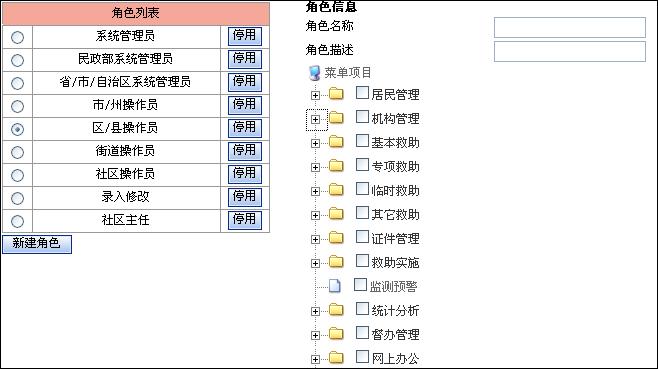 角色列表
系统管理员 停用
民政部系统管理员 停用
省/市/自治区系统管理员 停用
市/州操作员 停用
区/县操作员 停用
街道操作员 停用
社区操作员 停用
录入修改 停用
社区主任 停用
新建角色
角色信息
角色名称
角色描述
菜单项目
居民管理
机构管理
基本救助
专项救助
临时救助
其它救助
证件管理
救助实施
监测预警
统计分析
督办管理
网上办公